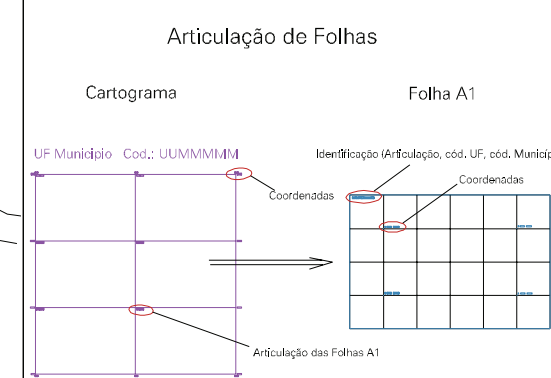 Articulação de Folhas
Cartograma
Folha A1
UF Municipio Cod.: UUMMMMM
Identificação (Articulação, cód. UF, cód. Municíp
Coordenadas
Coordenadas
Articulação das Folhas A1